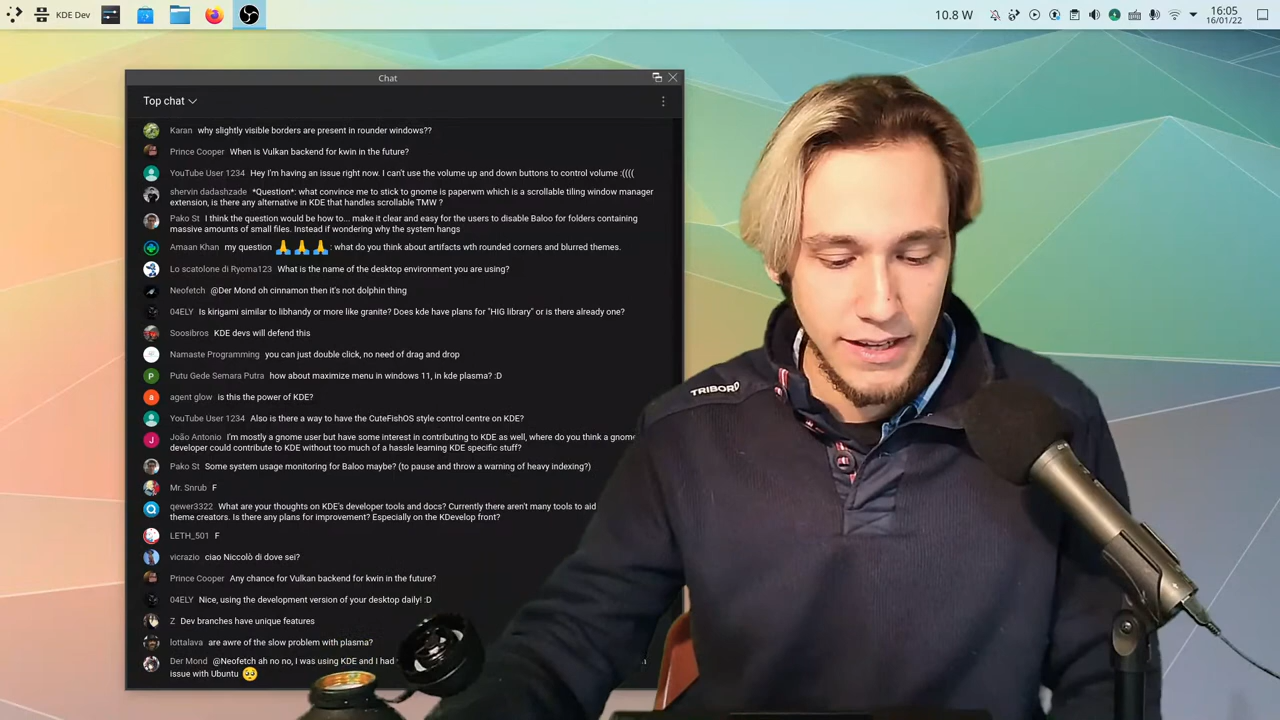 KDE Dev
10.8 W
16:05
16/01/22
Chat
Top chat
Karan why slightly visible borders are present in rounder windows??
Prince Cooper When is Vulkan backend for kwin in the future?
YouTube User 1234 Hey I'm having an issue right now. I can't use the volume up and down buttons to control volume :((((
shervin dadashzade *Question*: what convince me to stick to gnome is paperwm which is a scrollable tiling window manager
extension, is there any alternative in KDE that handles scrollable TMW ?
Pako St I think the question would be how to... make it clear and easy for the users to disable Baloo for folders containing
massive amounts of small files. Instead if wondering why the system hangs
Amaan Khan my question 🙏 🙏 🙏 : what do you think about artifacts wth rounded corners and blurred themes.
Lo scatolone di Ryoma123 What is the name of the desktop environment you are using?
Neofetch @Der Mond oh cinnamon then it's not dolphin thing
04ELY Is kirigami similar to libhandy or more like granite? Does kde have plans for "HIG library" or is there already one?
Soosibros KDE devs will defend this
Namaste Programming you can just double click, no need of drag and drop
P
Putu Gede Semara Putra how about maximize menu in windows 11, in kde plasma? :D
a
agent glow is this the power of KDE?
YouTube User 1234 Also is there a way to have the CuteFishOS style control centre on KDE?
J
João Antonio I'm mostly a gnome user but have some interest in contributing to KDE as well, where do you think a gnome
developer could contribute to KDE without too much of a hassle learning KDE specific stuff?
Pako St Some system usage monitoring for Baloo maybe? (to pause and throw a warning of heavy indexing?)
Mr. Snrub F
qewer3322 What are your thoughts on KDE's developer tools and docs? Currently there aren't many tools to aid
theme creators. Is there any plans for improvement? Especially on the KDevelop front?
LETH_501 F
vicrazio ciao Niccolò di dove sei?
Prince Cooper Any chance for Vulkan backend for kwin in the future?
04ELY Nice, using the development version of your desktop daily! :D
Z Dev branches have unique features
lottalava are awre of the slow problem with plasma?
Der Mond @Neofetch ah no no, I was using KDE and I had
issue with Ubuntu 🥺
TRIBORD